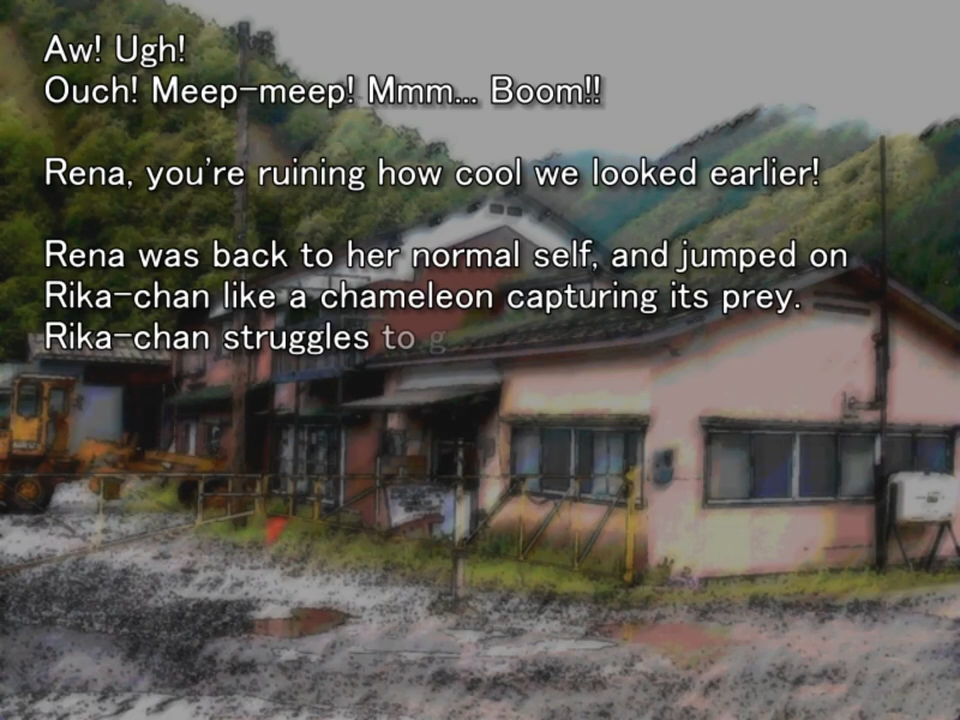 Aw! Ugh!
Ouch! Meep-meep! Mmm... Boom!!
Rena, you're ruining how cool we looked earlier!
Rena was back to her normal self, and jumped on
Rika-chan like a chameleon capturing its prey.
Rika-chan struggles to g